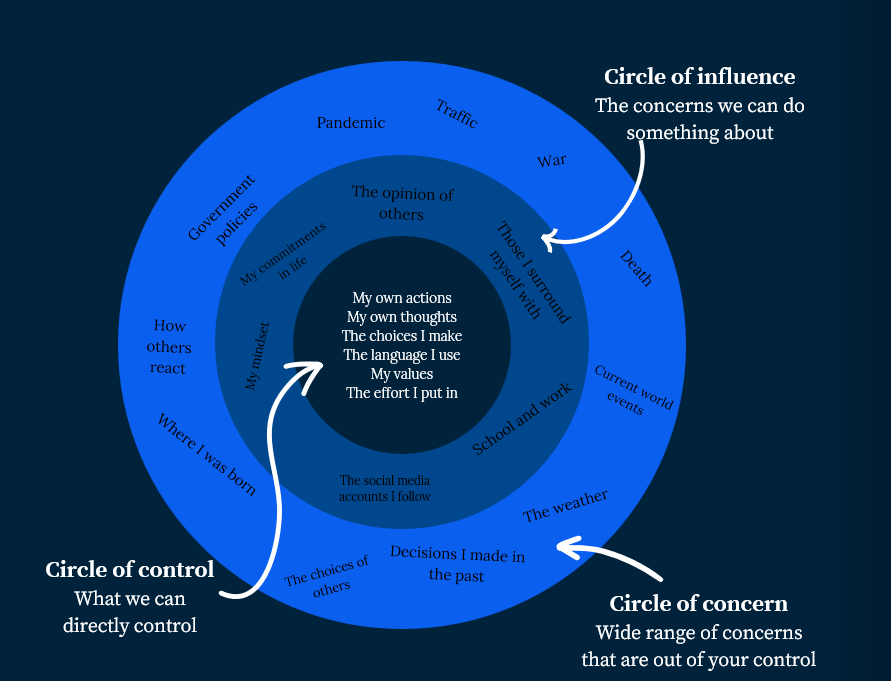 Circle of influence
The concerns we can do
something about
Pandemic
Traffic
War
Government
policies
Death
The opinion of
others
My commitments
in life
Those I surround
myself with
My own actions
My own thoughts
The choices I make
The language I use
My values
The effort I put in
How
others
react
My mindset
Current world
events
School and work
Where I was born
The social media
accounts I follow
The weather
Decisions I made in
the past
The choices of
others
Circle of control
What we can
directly control
Circle of concern
Wide range of concerns
that are out of your control